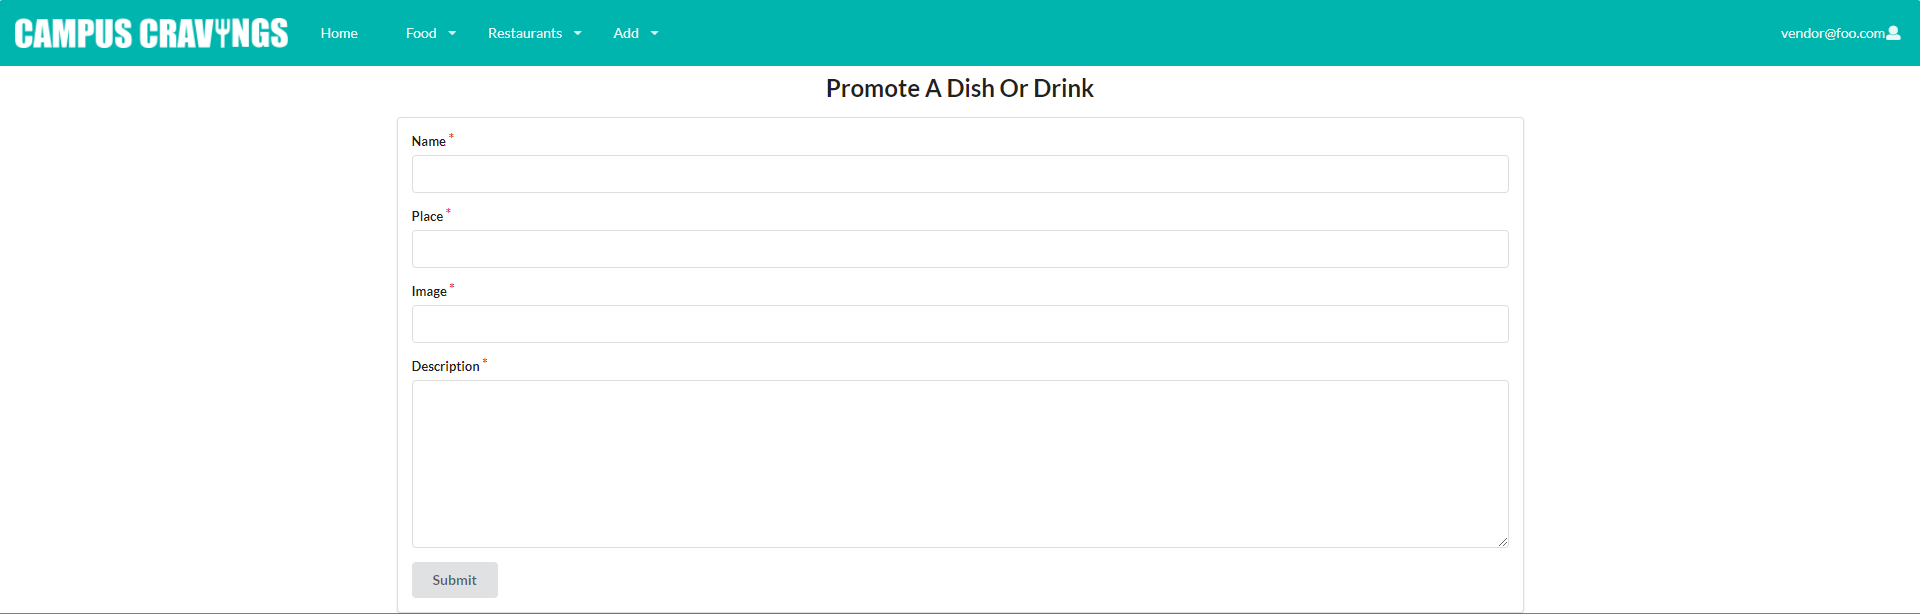 CAMPUS CRAVINGS Home Food Restaurants Add vendor@foo.com
Promote A Dish Or Drink
Name *
Place *
Image *
Description *
Submit